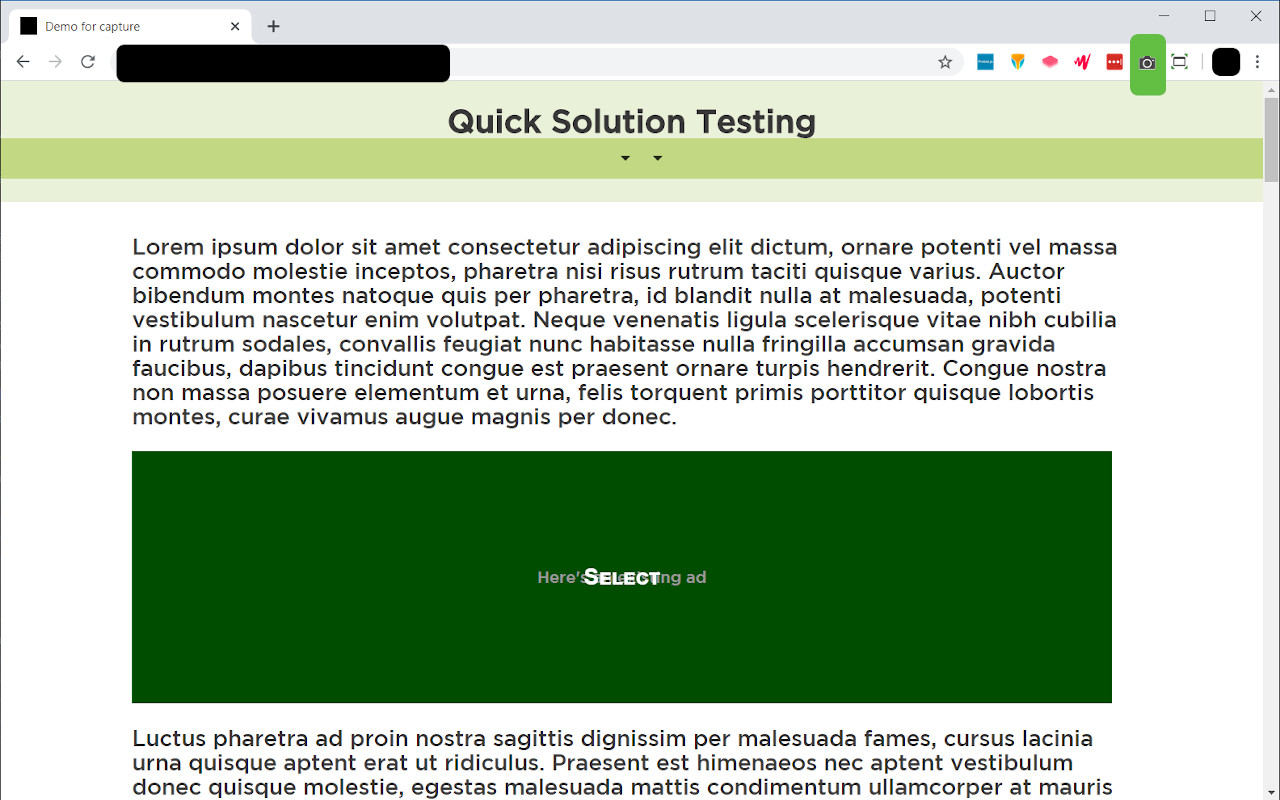 Demo for capture
Quick Solution Testing
Lorem ipsum dolor sit amet consectetur adipiscing elit dictum, ornare potenti vel massa
commodo molestie inceptos, pharetra nisi risus rutrum taciti quisque varius. Auctor
bibendum montes natoque quis per pharetra, id blandit nulla at malesuada, potenti
vestibulum nascetur enim volutpat. Neque venenatis ligula scelerisque vitae nibh cubilia
in rutrum sodales, convallis feugiat nunc habitasse nulla fringilla accumsan gravida
faucibus, dapibus tincidunt congue est praesent ornare turpis hendrerit. Congue nostra
non massa posuere elementum et urna, felis torquent primis porttitor quisque lobortis
montes, curae vivamus augue magnis per donec.
Here's ad
Select
Luctus pharetra ad proin nostra sagittis dignissim per malesuada fames, cursus lacinia
urna quisque aptent erat ut ridiculus. Praesent est himenaeos nec aptent vestibulum
donec quisque molestie, egestas malesuada mattis condimentum ullamcorper at mauris